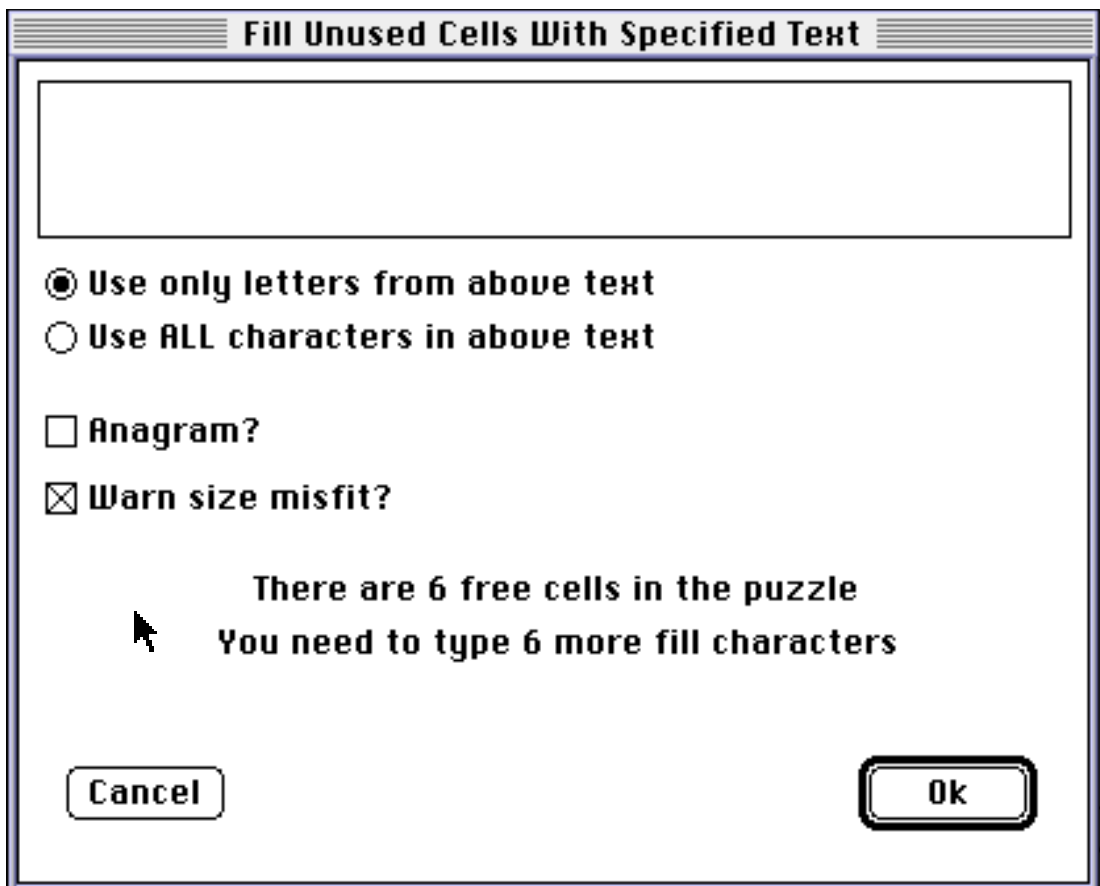 Fill Unused Cells With Specified Text
Use only letters from above text
Use ALL characters in above text
Anagram?
Warn size misfit?
There are 6 free cells in the puzzle
You need to type 6 more fill characters
Cancel
Ok